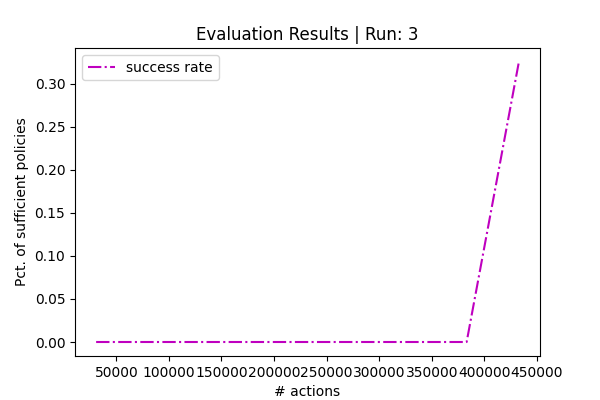 Evaluation Results | Run: 3
success rate
Pct. of sufficient policies
0.30
0.25
0.20
0.15
0.10
0.05
0.00
50000 100000 150000 200000 250000 300000 350000 400000 450000
# actions